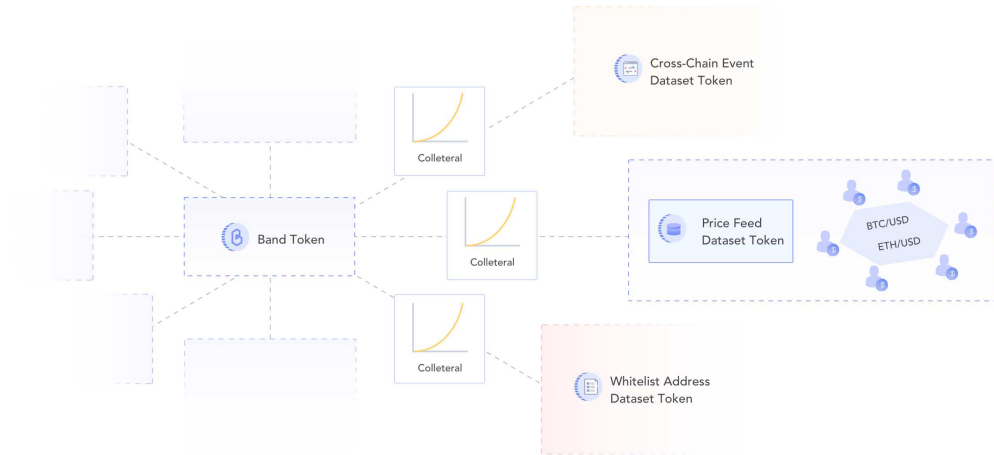 Cross-Chain Event
Dataset Token
Colleteral
BTC/USD
ETH/USD
Price Feed
Dataset Token
Band Token
Colleteral
Colleteral
Whitelist Address
Dataset Token